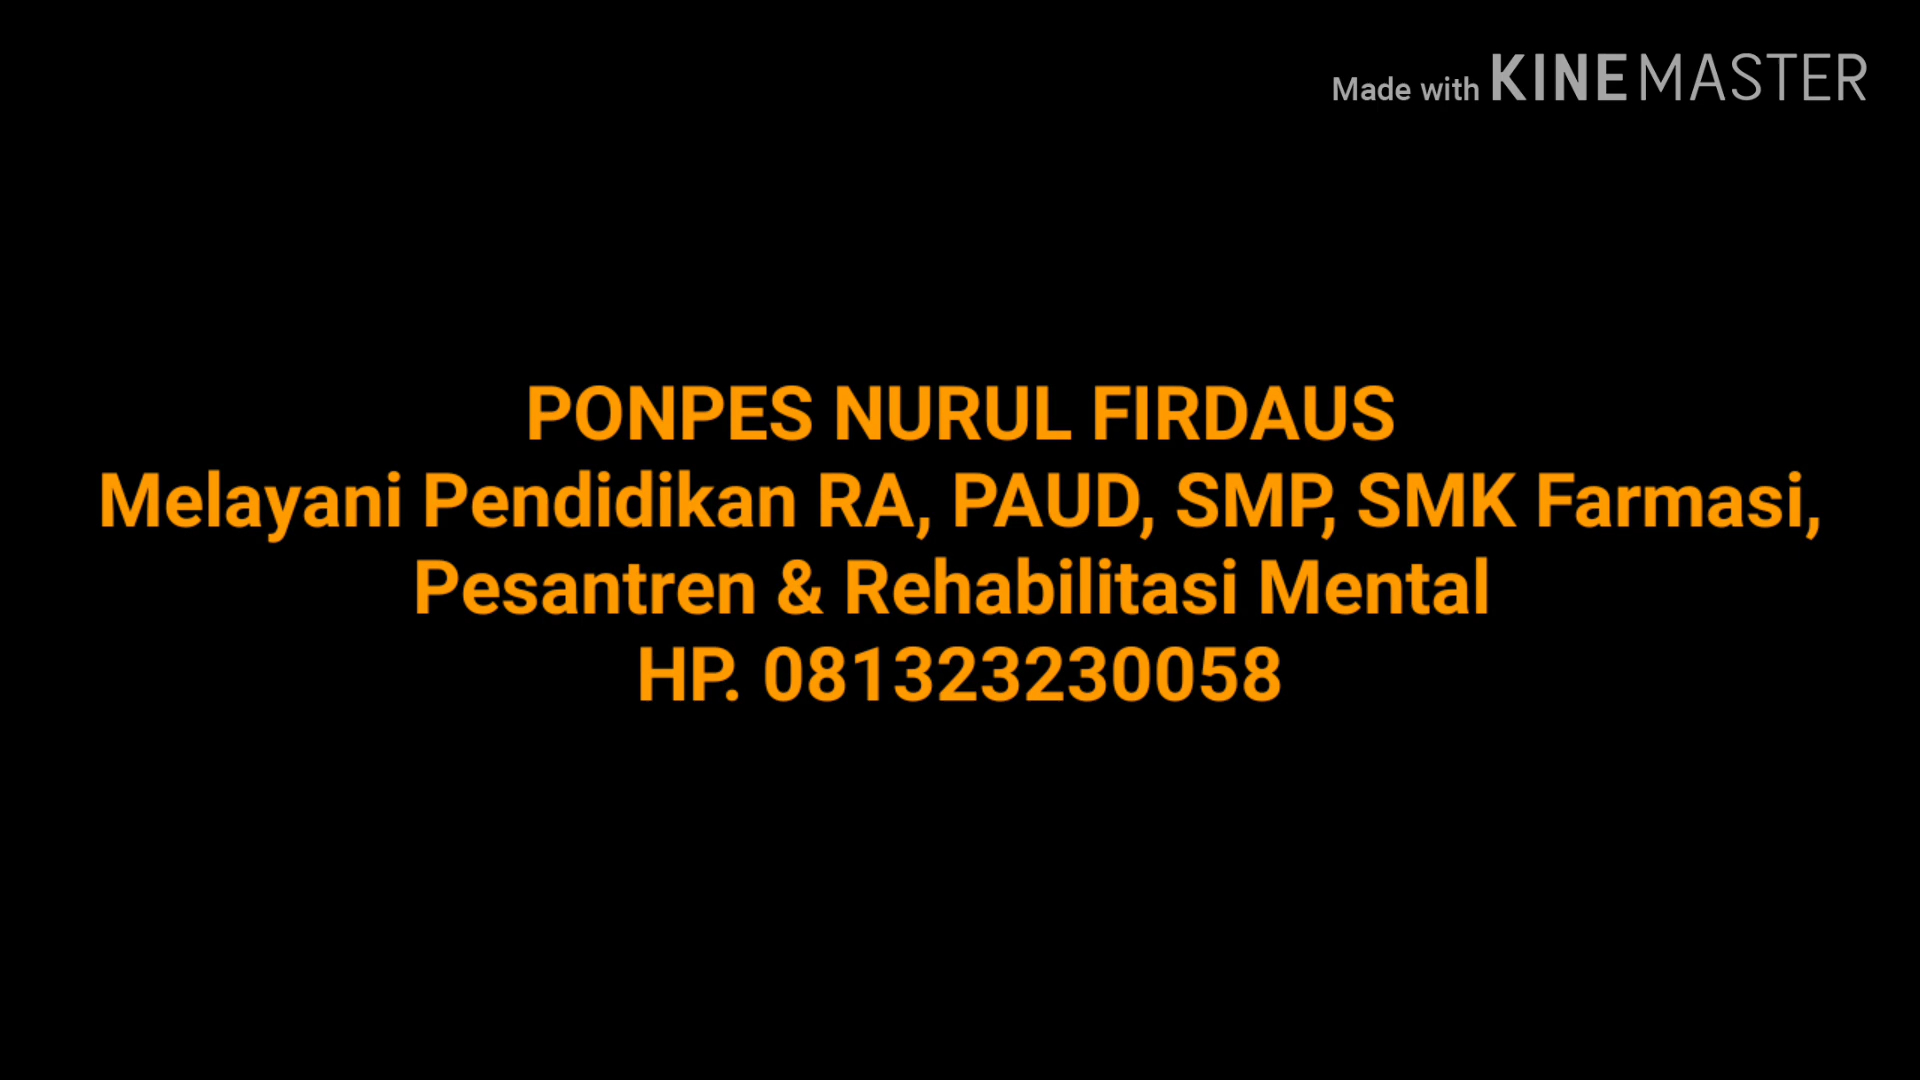 Made with KINEMASTER
PONPES NURUL FIRDAUS
Melayani Pendidikan RA, PAUD, SMP, SMK Farmasi,
Pesantren & Rehabilitasi Mental
HP. 081323230058